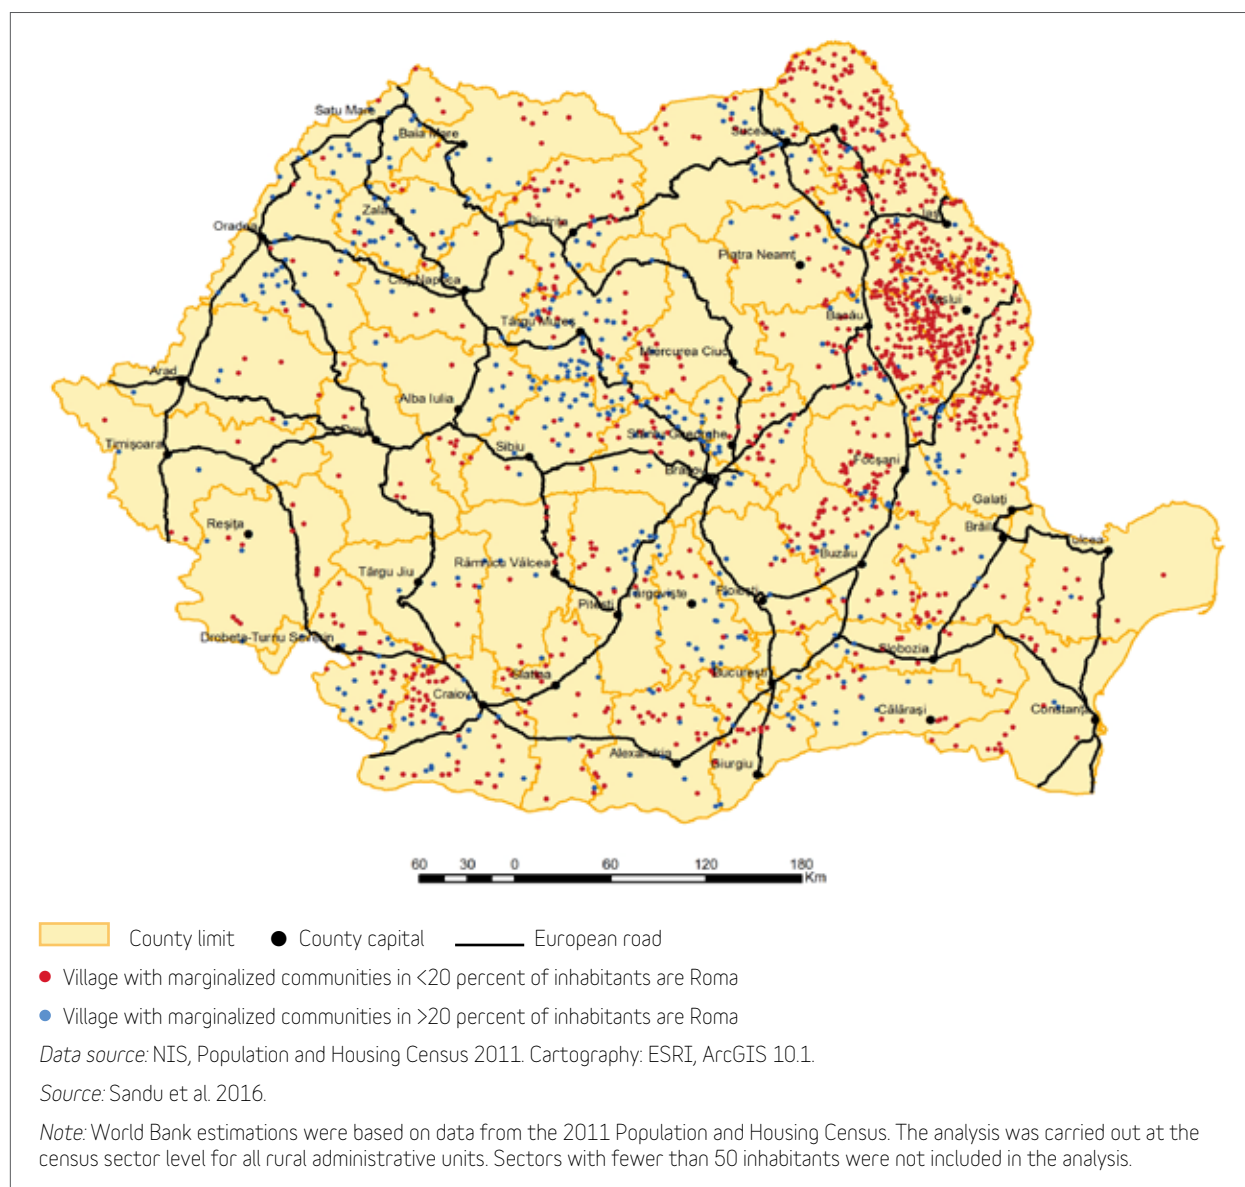 Satu Mare
Baia Mare
Suceava
Zalău
Iași
Oradea
Bistrița
Piatra Neamț
Cluj Napoca
Vaslui
Târgu Mureș
Bacău
Miercurea Ciuc
Arad
Alba Iulia
Deva
Sfântu Gheorghe
Timișoara
Sibiu
Focșani
Brașov
Galați
Reșița
Brăila
Tulcea
Râmnicu Vâlcea
Buzău
Târgu Jiu
Târgoviște
Ploiești
Pitești
Drobeta-Turnu Severin
Slobozia
Slatina
București
Craiova
Călărași
Constanța
Alexandria
Giurgiu
60 30 0 60 120 180
Km
County limit County capital European road
Village with marginalized communities in <20 percent of inhabitants are Roma
Village with marginalized communities in >20 percent of inhabitants are Roma
Data source: NIS, Population and Housing Census 2011. Cartography: ESRI, ArcGIS 10.1.
Source: Sandu et al. 2016.
Note: World Bank estimations were based on data from the 2011 Population and Housing Census. The analysis was carried out at the
census sector level for all rural administrative units. Sectors with fewer than 50 inhabitants were not included in the analysis.